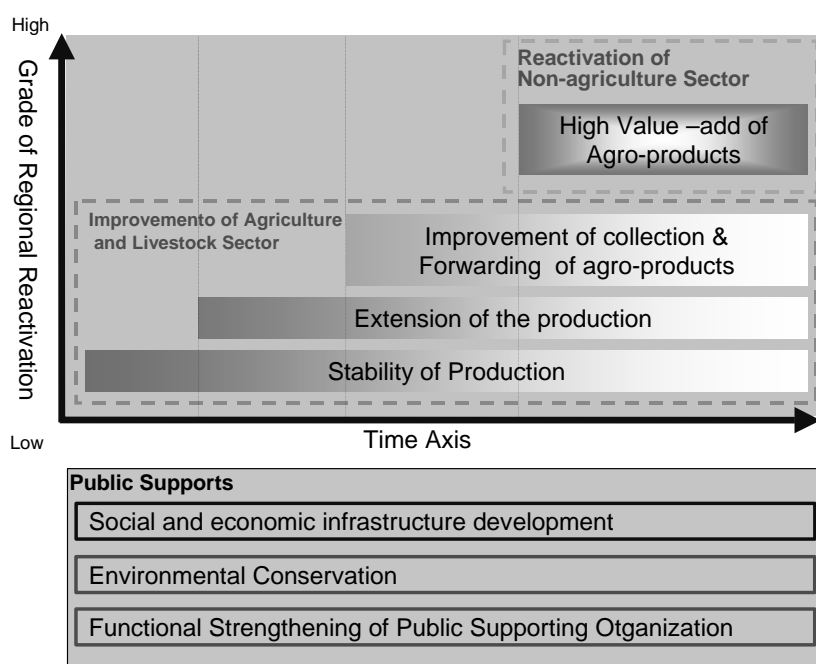 High
Grade of Regional Reactivation
Reactivation of
Non-agriculture Sector
High Value –add of
Agro-products
Improvemento of Agriculture
and Livestock Sector
Improvement of collection &
Forwarding of agro-products
Extension of the production
Stability of Production
Low
Time Axis
Public Supports
Social and economic infrastructure development
Environmental Conservation
Functional Strengthening of Public Supporting Otganization